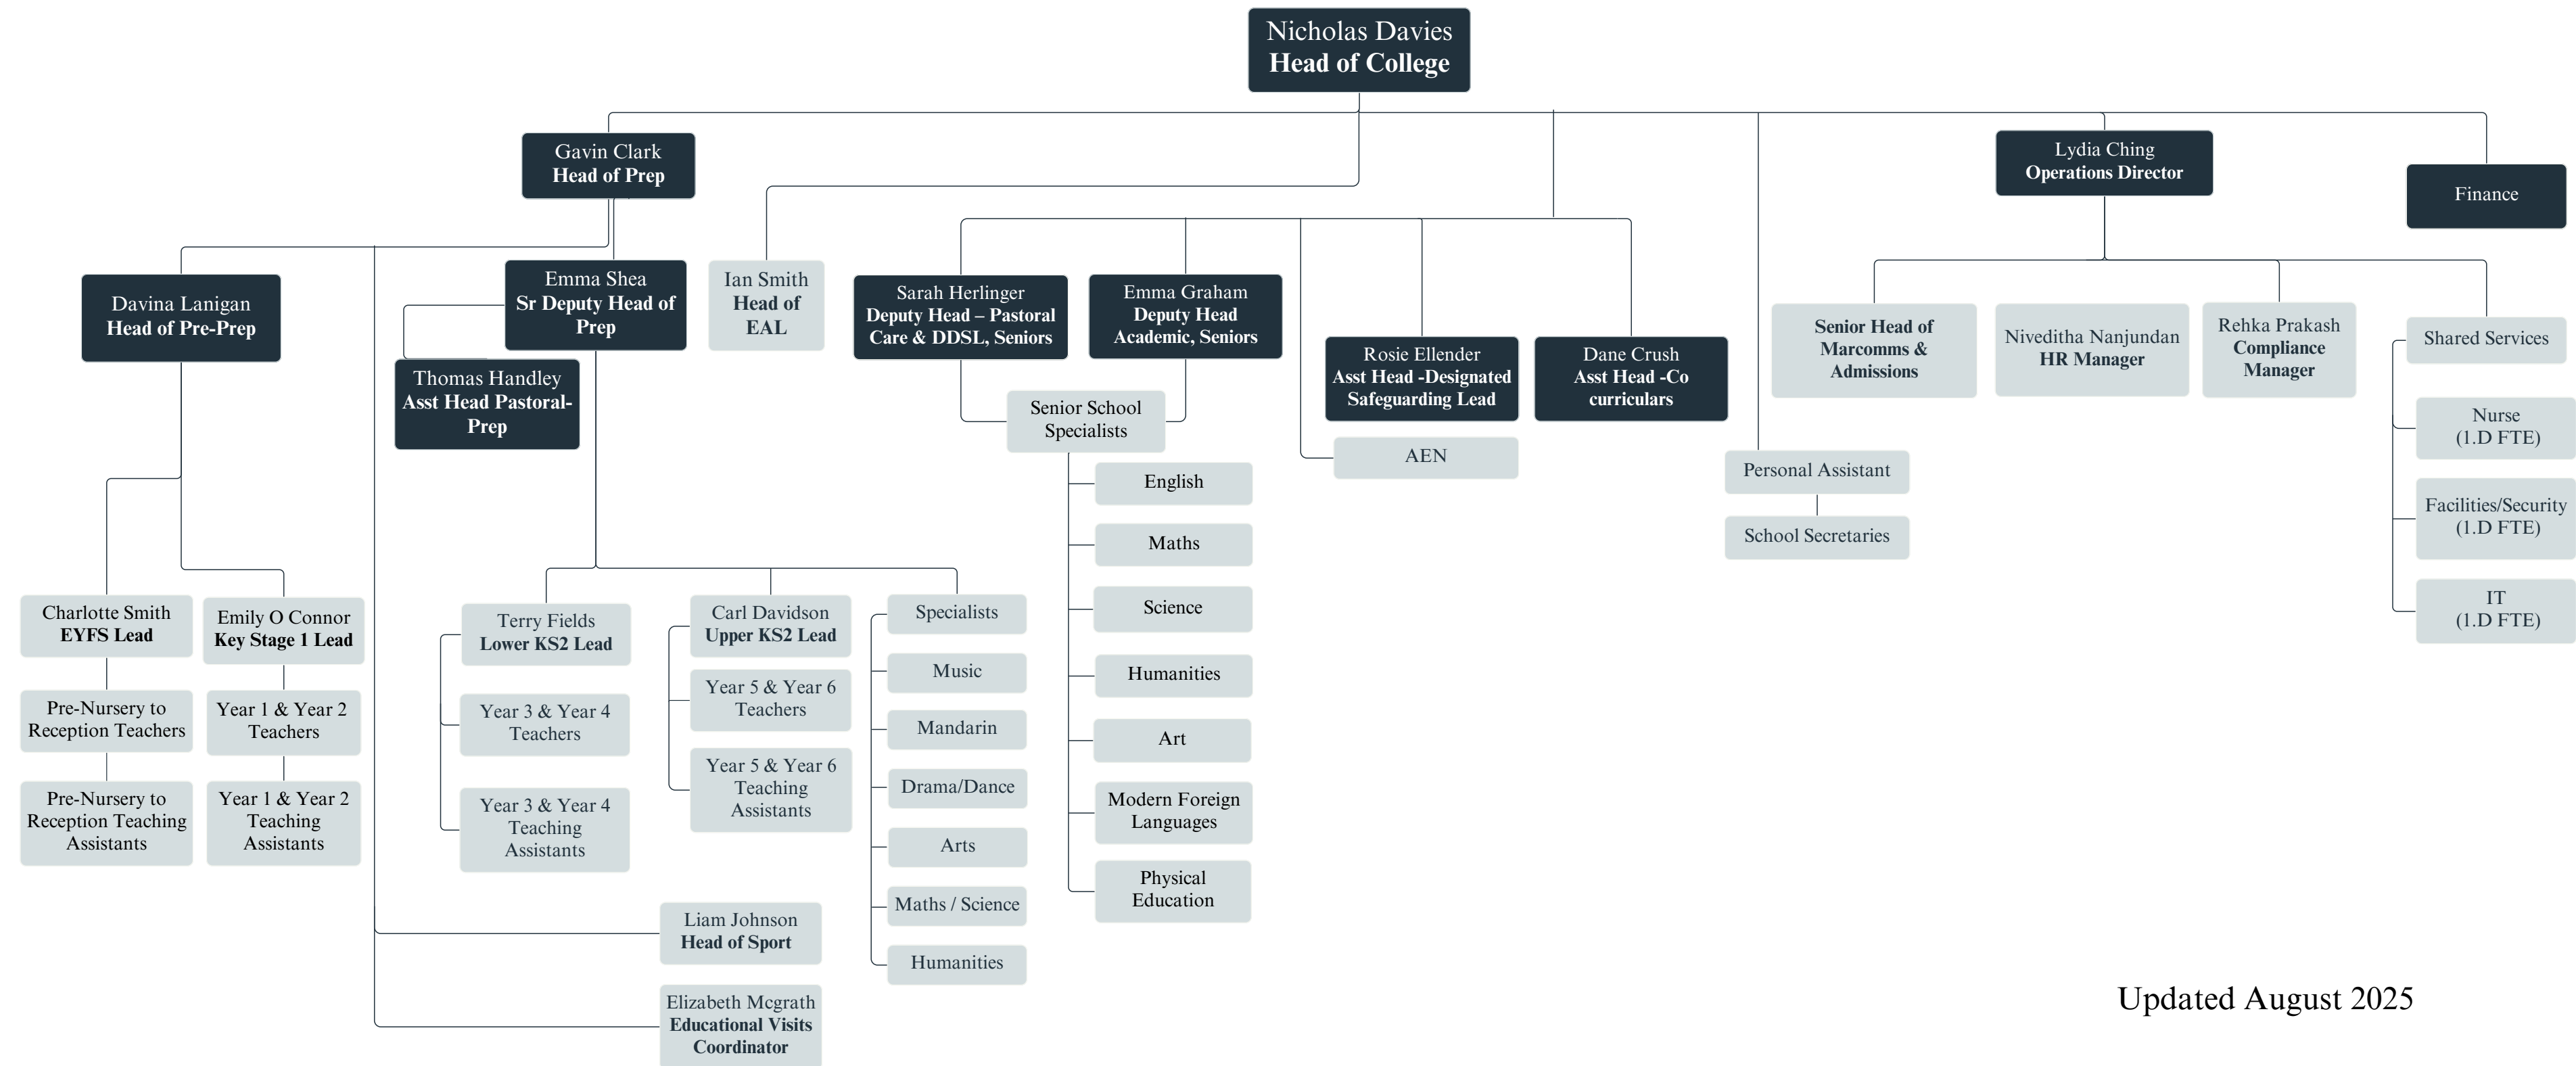 Nicholas Davies
Head of College
Gavin Clark
Head of Prep
Lydia Ching
Operations Director
Finance
Davina Lanigan
Head of Pre-Prep
Emma Shea
Sr Deputy Head of
Prep
Ian Smith
Head of
EAL
Sarah Herlinger
Deputy Head – Pastoral
Care & DDSL, Seniors
Emma Graham
Deputy Head
Academic, Seniors
Rosie Ellender
Asst Head -Designated
Safeguarding Lead
Dane Crush
Asst Head -Co
curriculars
Senior Head of
Marcomms &
Admissions
Niveditha Nanjundan
HR Manager
Rehka Prakash
Compliance
Manager
Shared Services
Thomas Handley
Asst Head Pastoral-
Prep
Senior School
Specialists
AEN
Personal Assistant
School Secretaries
Nurse
(1.D FTE)
Facilities/Security
(1.D FTE)
IT
(1.D FTE)
English
Maths
Science
Humanities
Art
Modern Foreign
Languages
Physical
Education
Charlotte Smith
EYFS Lead
Pre-Nursery to
Reception Teachers
Pre-Nursery to
Reception Teaching
Assistants
Emily O Connor
Key Stage 1 Lead
Year 1 & Year 2
Teachers
Year 1 & Year 2
Teaching
Assistants
Terry Fields
Lower KS2 Lead
Year 3 & Year 4
Teachers
Year 3 & Year 4
Teaching
Assistants
Carl Davidson
Upper KS2 Lead
Year 5 & Year 6
Teachers
Year 5 & Year 6
Teaching
Assistants
Specialists
Music
Mandarin
Drama/Dance
Arts
Maths / Science
Humanities
Liam Johnson
Head of Sport
Elizabeth Mcgrath
Educational Visits
Coordinator
Updated August 2025